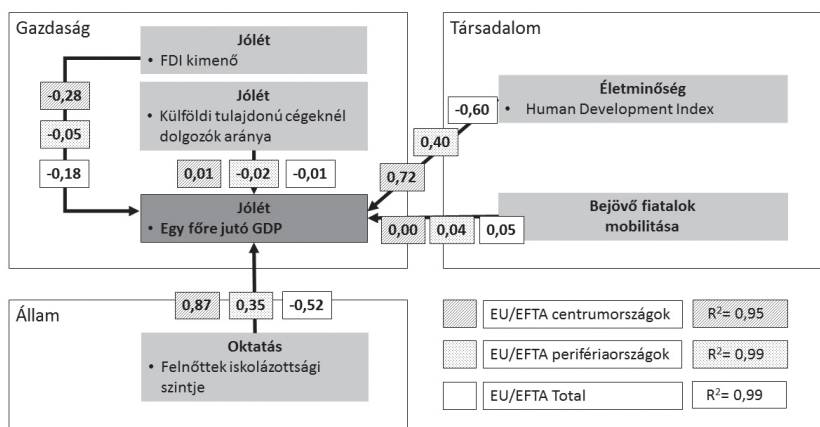 Gazdaság
Jólét
• FDI kimenő
Jólét
• Külföldi tulajdonú cégeknél
dolgozók aránya
-0,28
-0,05
-0,18
0,01 -0,02 -0,01
Jólét
• Egy főre jutó GDP
Társadalom
Életminőség
• Human Development Index
-0,60
0,40
0,72
Bejövő fiatalok
mobilitása
0,00 0,04 0,05
Állam
0,87 0,35 -0,52
Oktatás
• Felnőttek iskolázottsági
szintje
EU/EFTA centrumországok R²= 0,95
EU/EFTA perifériaországok R²= 0,99
EU/EFTA Total R²= 0,99